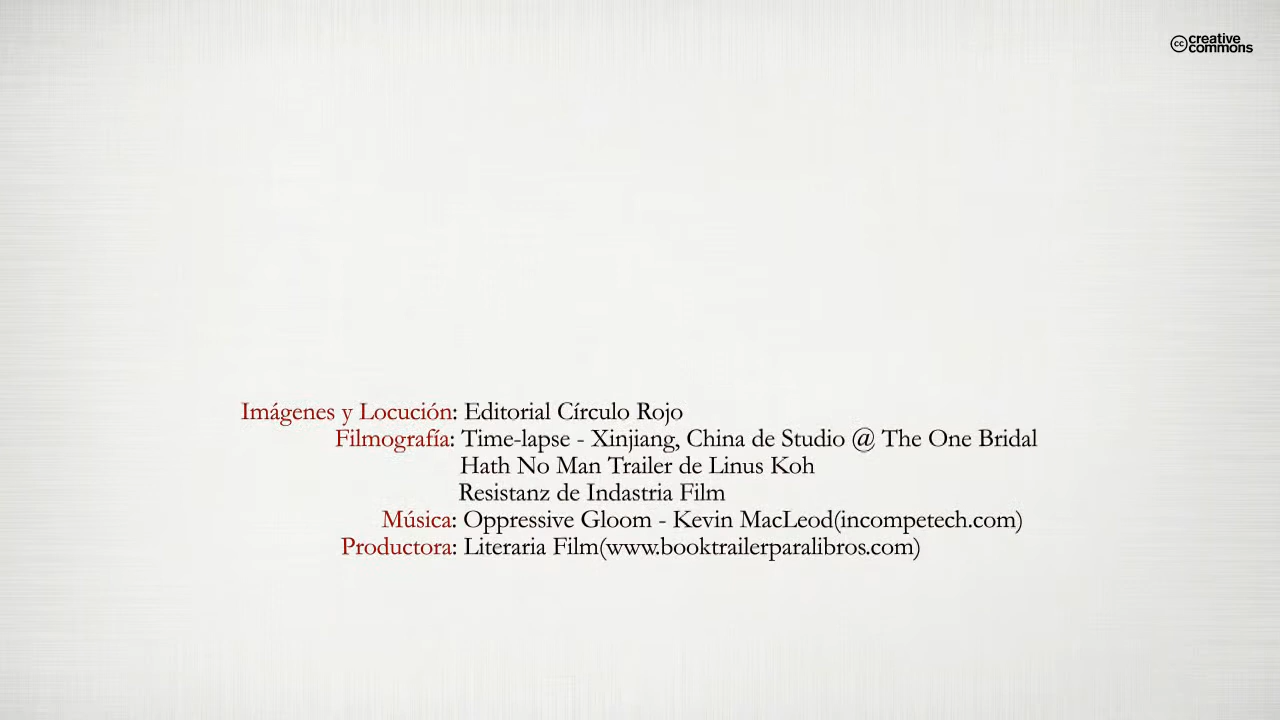 creative
commons
Imágenes y Locución: Editorial Círculo Rojo
Filmografía: Time-lapse - Xinjiang, China de Studio @ The One Bridal
Hath No Man Trailer de Linus Koh
Resistanz de Indastria Film
Música: Oppressive Gloom - Kevin MacLeod(incompetech.com)
Productora: Literaria Film(www.booktrailerparalibros.com)